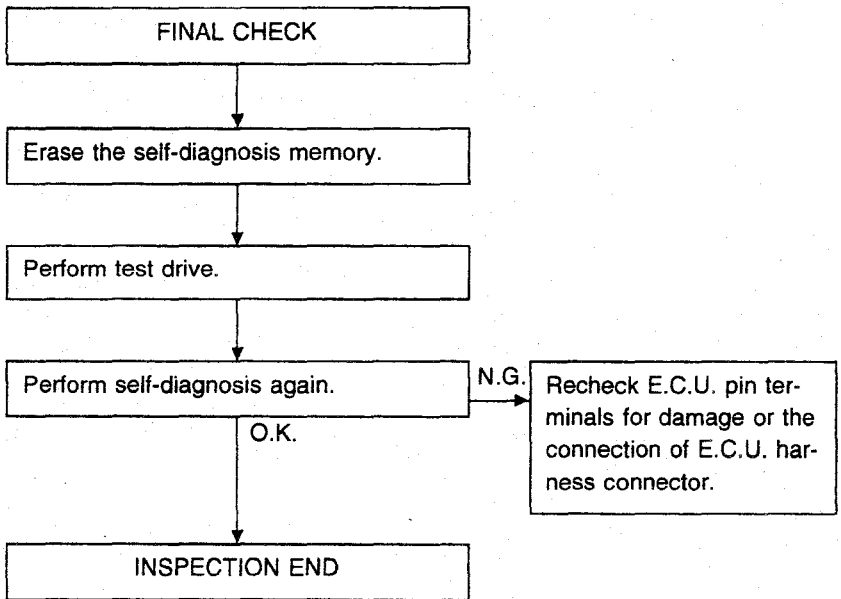 FINAL CHECK
Erase the self-diagnosis memory.
Perform test drive.
Perform self-diagnosis again.
N.G.
Recheck E.C.U. pin ter-
minals for damage or the
connection of E.C.U. har-
ness connector.
O.K.
INSPECTION END